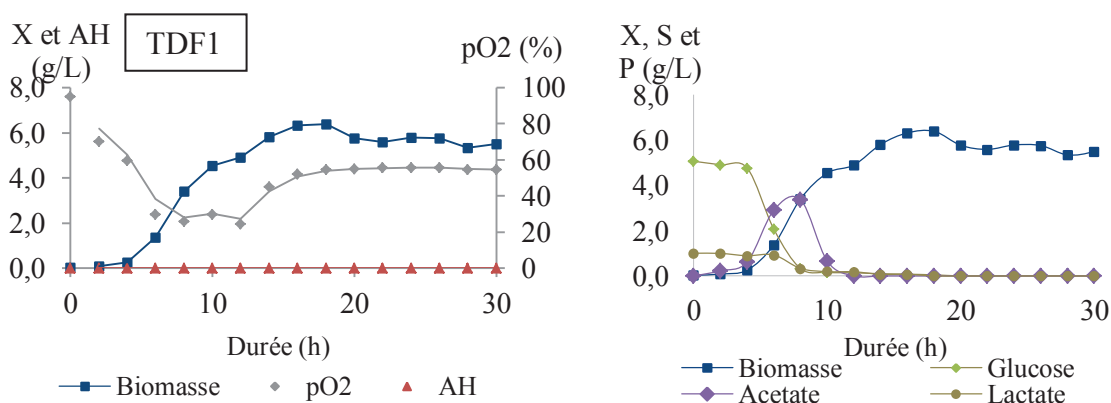 X et AH
(g/L)
TDF1
pO2 (%)
8,0
6,0
4,0
2,0
0,0
100
80
60
40
20
0
0
10
20
30
Durée (h)
Biomasse
pO2
AH
X, S et
P (g/L)
8,0
6,0
4,0
2,0
0,0
0
10
20
30
Durée (h)
Biomasse
Glucose
Acetate
Lactate